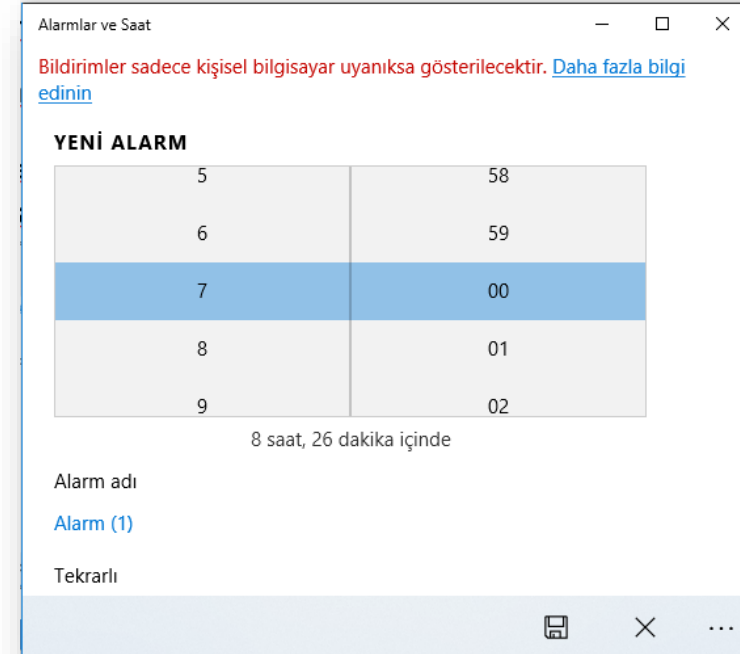 Alarmlar ve Saat
Bildirimler sadece kişisel bilgisayar uyanıksa gösterilecektir. Daha fazla bilgi
edinin
YENİ ALARM
5 58
6 59
7 00
8 01
9 02
8 saat, 26 dakika içinde
Alarm adı
Alarm (1)
Tekrarlı